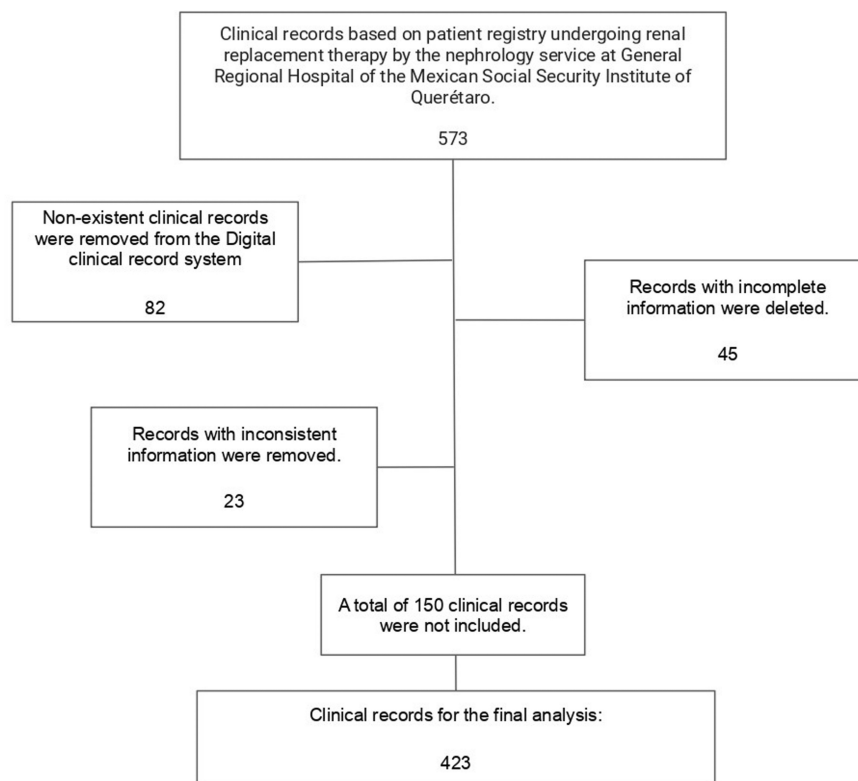 Clinical records based on patient registry undergoing renal
replacement therapy by the nephrology service at General
Regional Hospital of the Mexican Social Security Institute of
Querétaro.
573
Non-existent clinical records
were removed from the Digital
clinical record system
82
Records with incomplete
information were deleted.
45
Records with inconsistent
information were removed.
23
A total of 150 clinical records
were not included.
Clinical records for the final analysis:
423